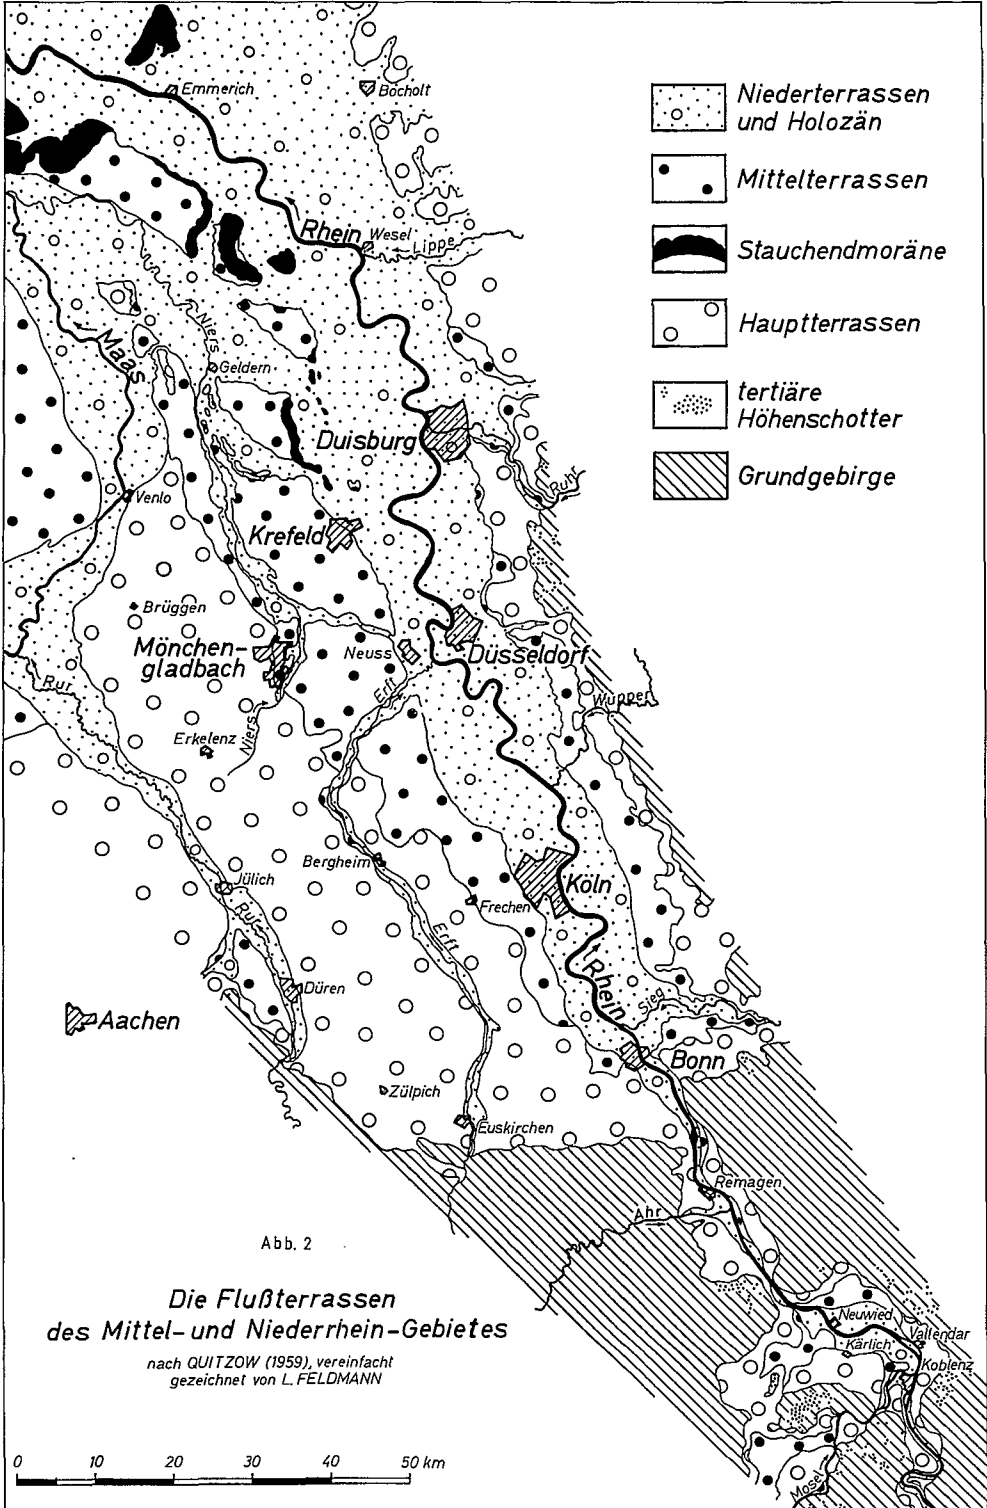 Emmerich
Bocholt
Niederterrassen
und Holozän
Mittelterrassen
Stauchendmoräne
Hauptterrassen
tertiäre
Höhenschotter
Grundgebirge
Rhein
Wesel
Lippe
Niers
Maas
Geldern
Duisburg
Ruhr
Venlo
Krefeld
Brüggen
Mönchen-
gladbach
Neuss
Düsseldorf
Rur
Erft
Wupper
Niers
Erkelenz
Bergheim
Köln
Jülich
Frechen
Rur
Erft
Düren
Rhein
Sieg
Aachen
Bonn
Zülpich
Euskirchen
Remagen
Ahr
Neuwied
Vallendar
Kärlich
Koblenz
Mosel
Abb. 2
Die Flußterrassen
des Mittel- und Niederrhein-Gebietes
nach QUITZOW (1959), vereinfacht
gezeichnet von L. FELDMANN
0 10 20 30 40 50 km